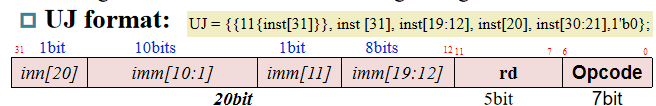 UJ format: UJ = {{11{inst[31]}}, inst [31], inst[19:12], inst[20], inst[30:21],1'b0};
31 1bit 10bits 1bit 8bits 12 11 7 6 0
inn[20] imm[10:1] imm[11] imm[19:12] rd Opcode
20bit 5bit 7bit